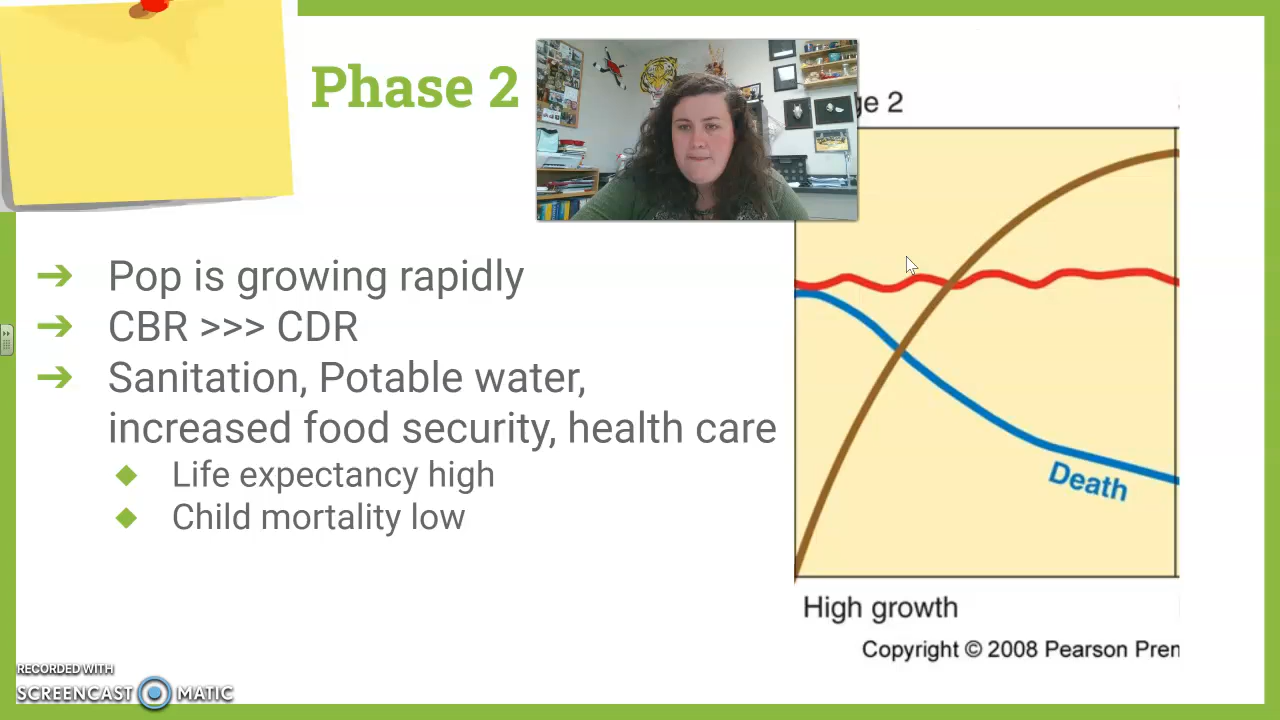 Phase 2
ge 2
Pop is growing rapidly
CBR >>> CDR
Sanitation, Potable water,
increased food security, health care
Life expectancy high
Child mortality low
Death
High growth
Copyright © 2008 Pearson Pren
RECORDED WITH
SCREENCAST MATIC